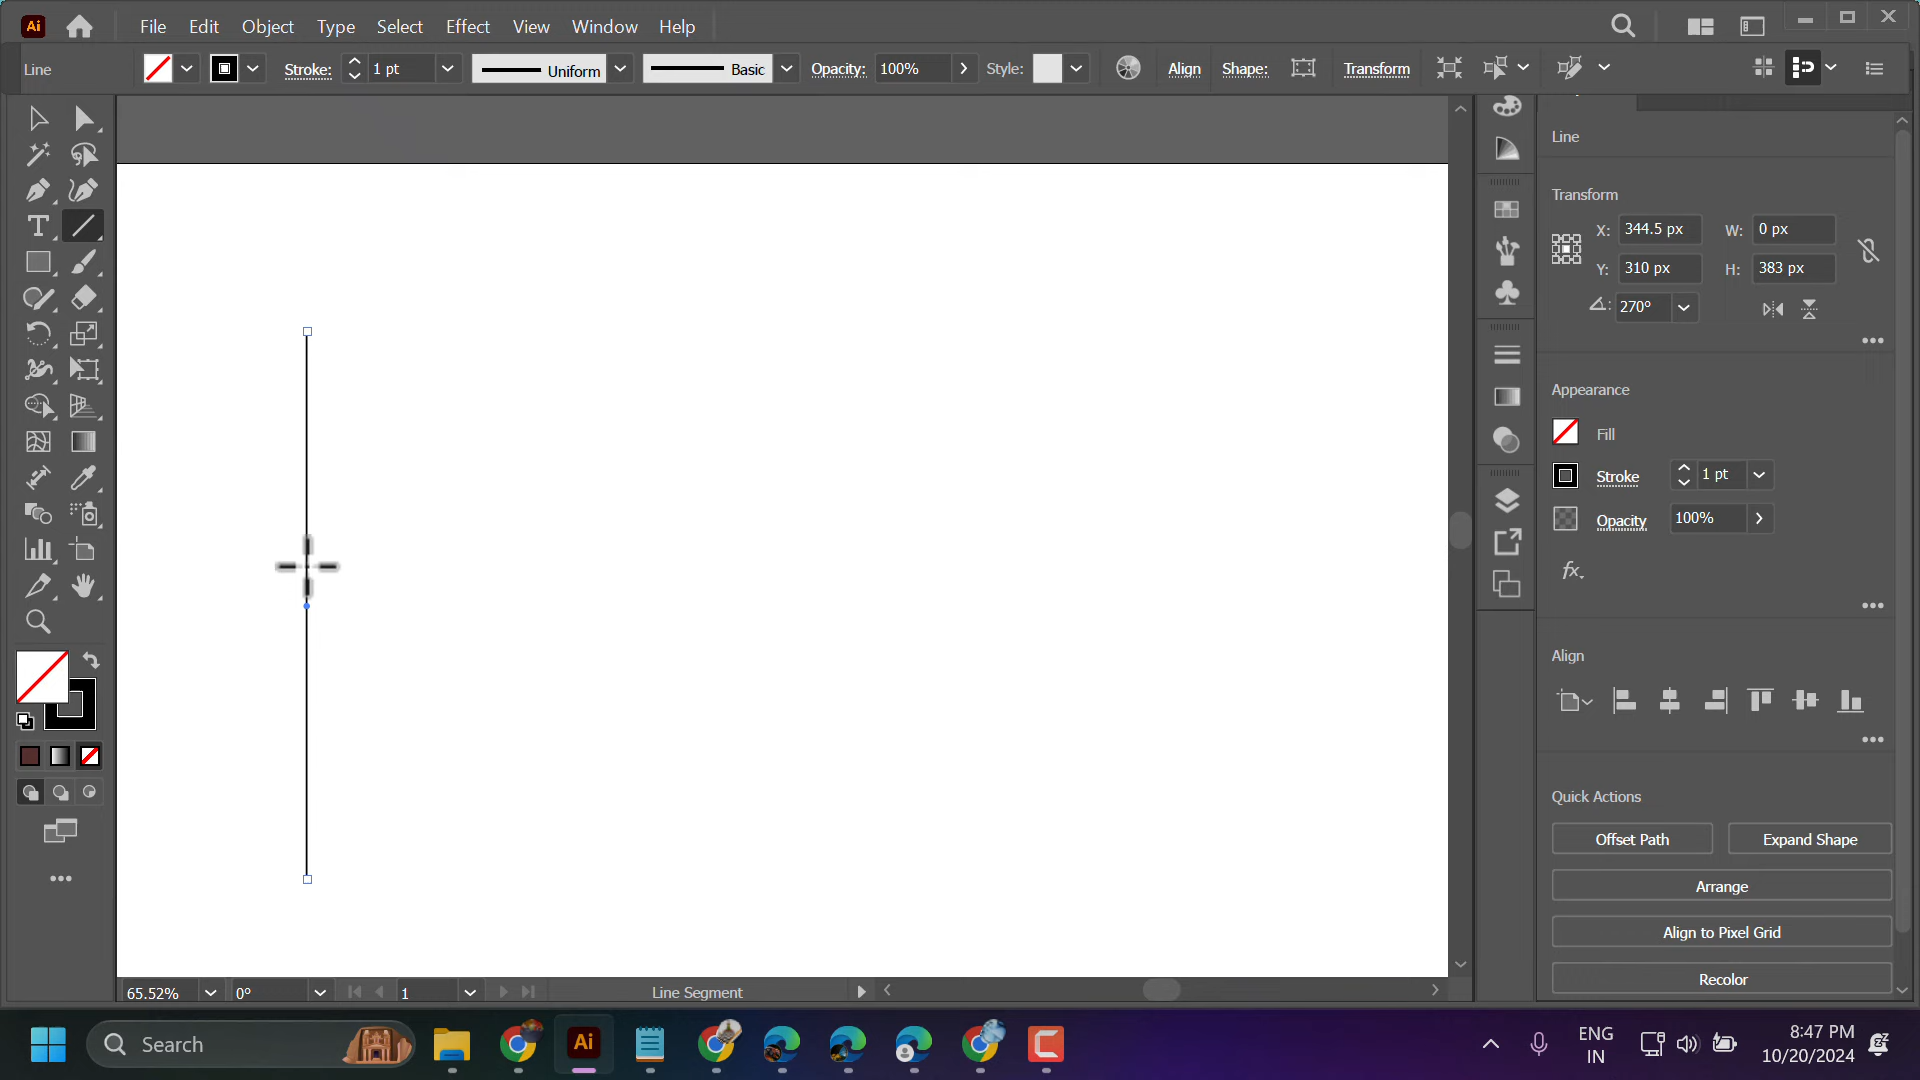 Ai File Edit Object Type Select Effect View Window Help
Line Stroke: 1 pt Uniform Basic Opacity: 100% Style: Align Shape: Transform
Line
Transform
X: 344.5 px W: 0 px
Y: 310 px H: 383 px
270°
Appearance
Fill
Stroke 1 pt
Opacity 100%
fx
Align
Quick Actions
Offset Path Expand Shape
Arrange
Align to Pixel Grid
Recolor
65.52% 0° 1 Line Segment
Search Ai ENG 8:47 PM
IN 10/20/2024